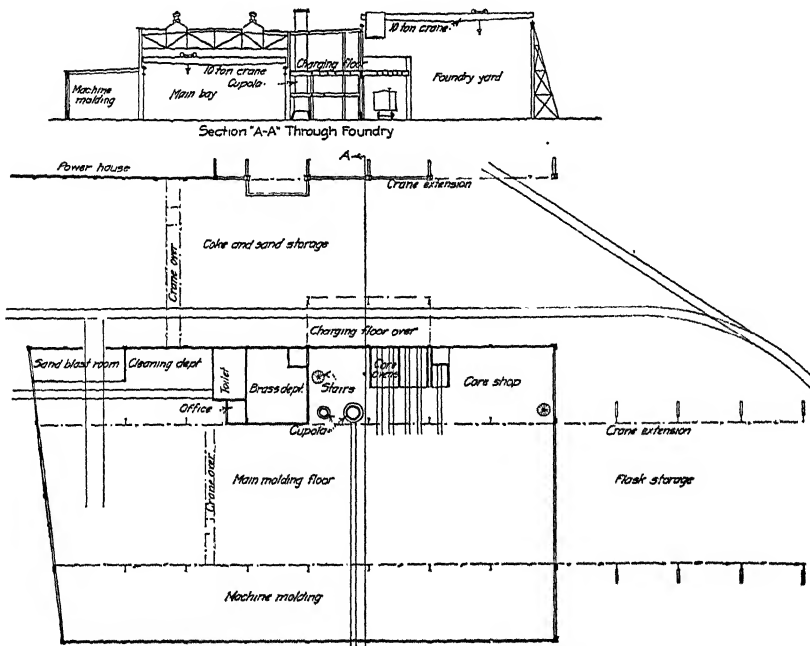 10 ton crane
Charging floor
10 ton crane
Cupola
Foundry yard
Machine molding
Main bay
Section "A-A" Through Foundry
A
Power house
Crane extension
Coke and sand storage
Crane over
Charging floor over
Sand blast room
Cleaning dept
Toilet
Brass dept.
Stairs
Core ovens
Core shop
Office
Cupola
Crane extension
Crane over
Main molding floor
Flask storage
Machine molding